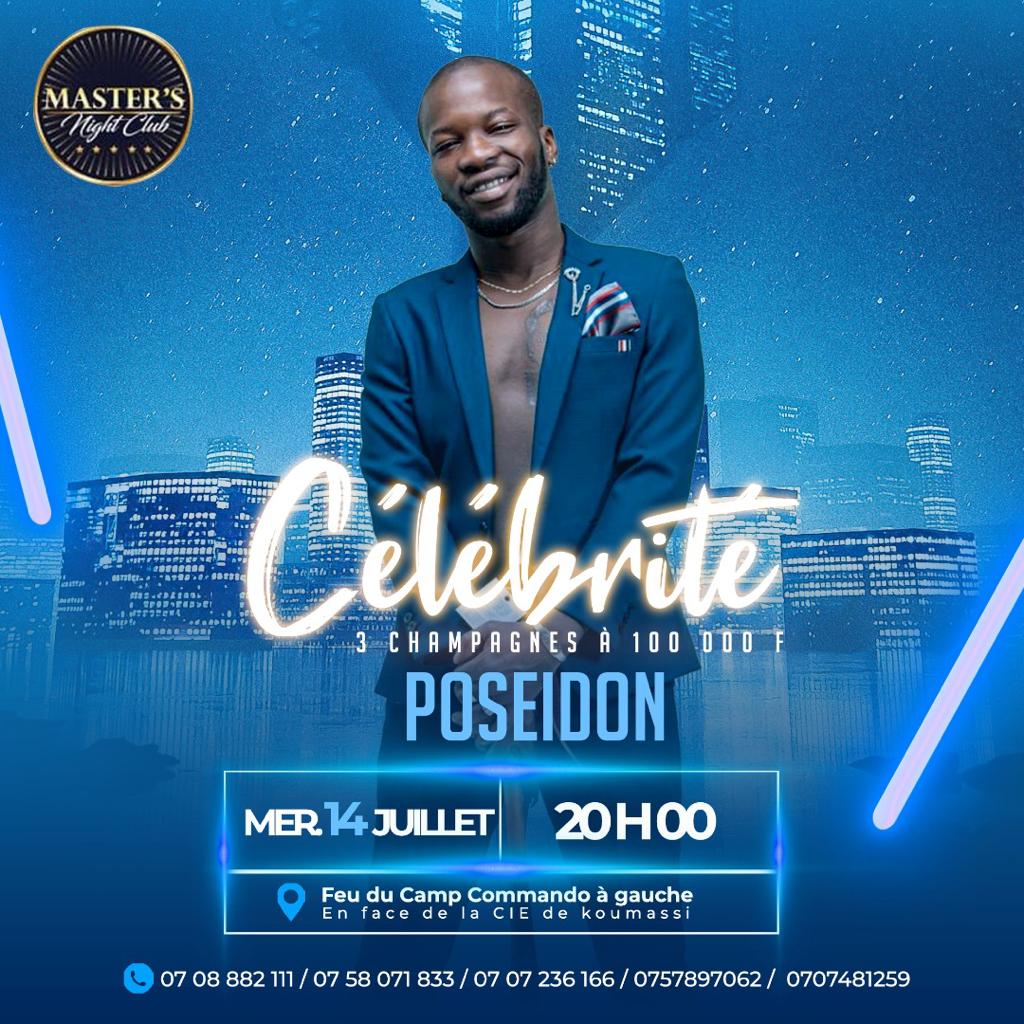 MASTER'S
Night Club
Célébrité
3 CHAMPAGNES À 100 000 F
POSEIDON
MER. 14 JUILLET
20 H 00
Feu du Camp Commando à gauche
En face de la CIE de koumassi
07 08 882 111 / 07 58 071 833 / 07 07 236 166 / 0757897062 / 0707481259